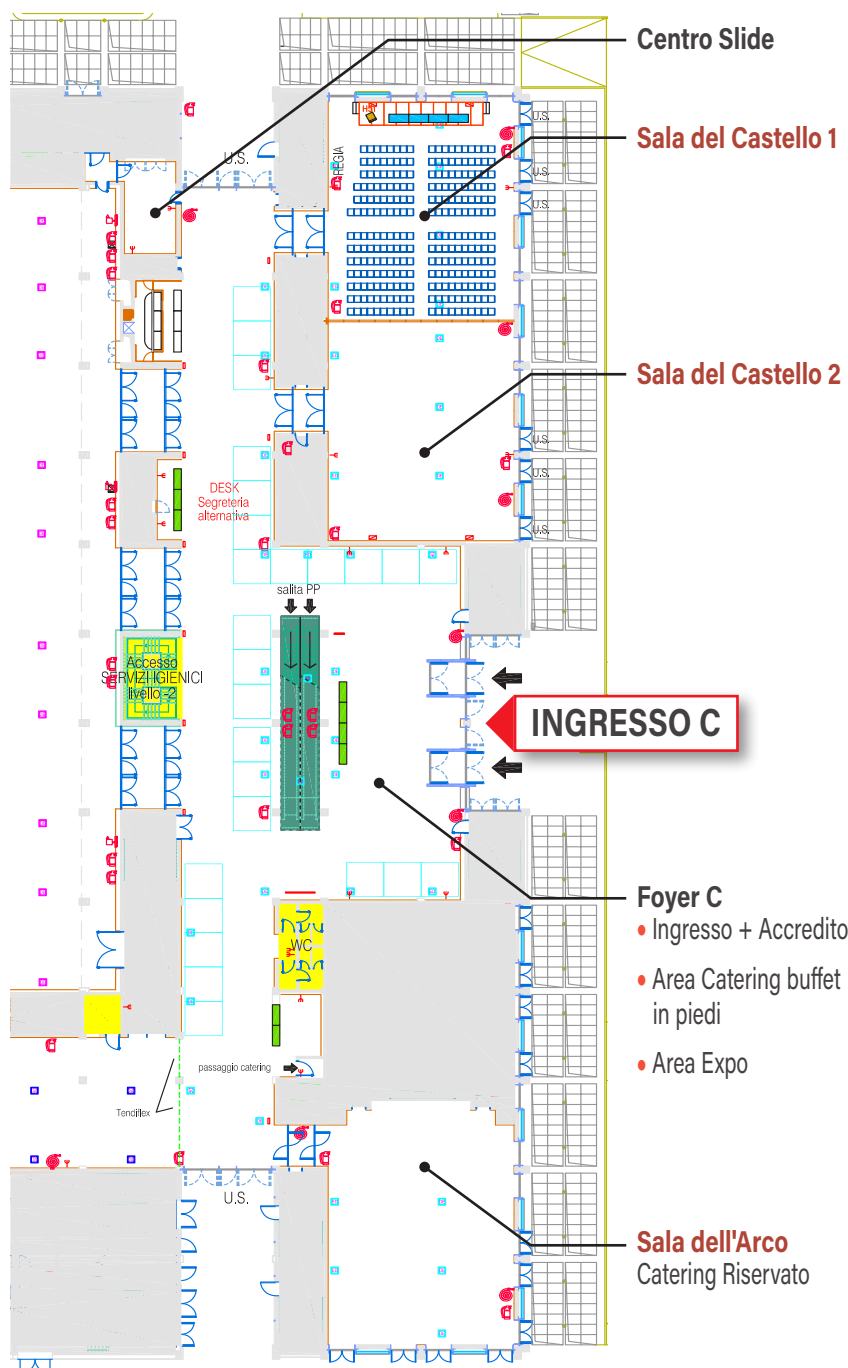 Centro Slide
Sala del Castello 1
Sala del Castello 2
INGRESSO C
Foyer C
• Ingresso + Accredito
• Area Catering buffet
in piedi
• Area Expo
Sala dell'Arco
Catering Riservato
U.S.
REGIA
U.S.
U.S.
U.S.
DESK
Segreteria
alternativa
U.S.
U.S.
U.S.
salita PP
Accesso
SERVIZI IGIENICI
livello -2
WC
passaggio catering
Tendiflex
U.S.